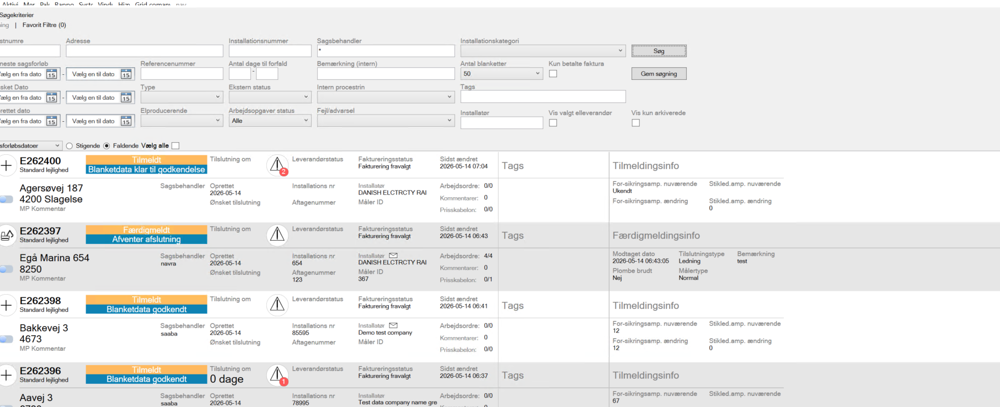 Søgekriterier
ning | Favorit Filtre (0)
stnumre Adresse Installationsnummer Sagsbehandler Installationskategori
* Søg
neste sagsforløb Referencenummer Antal dage til forfald Bemærkning (intern) Antal blanketter Kun betalte faktura
Vælg en fra dato 15 - Vælg en til dato 15 - 50 Gem søgning
sket Dato Type Ekstern status Intern procestrin Tags
Vælg en fra dato 15 - Vælg en til dato 15
rettet dato Elproducerende Arbejdsopgaver status Fejl/advarsel Installatør Vis valgt elleverandør Vis kun arkiverede
Vælg en fra dato 15 - Vælg en til dato 15 Alle
sforløbsdatoer Stigende Faldende Vælg alle
E262400 Tilmeldt Tilslutning om Leverandørstatus Faktureringsstatus Sidst ændret Tags Tilmeldingsinfo
Standard lejlighed Blanketdata klar til godkendelse 2 Fakturering fravalgt 2026-05-14 07:04
Agersøvej 187 Sagsbehandler Oprettet Installations nr Installatør Arbejdsordre: 0/0 For-sikringsamp. nuværende Stikled.amp. nuværende
2026-05-14 DANISH ELCTRCTY RAI Ukendt
4200 Slagelse Ønsket tilslutning Aftagenummer Måler ID Kommentarer: 0 For-sikringsamp. ændring Stikled.amp. ændring
MP Kommentar Prisskabelon: 0/0 0
E262397 Færdigmeldt Tilslutning om Leverandørstatus Faktureringsstatus Sidst ændret Tags Færdigmeldingsinfo
Standard lejlighed Afventer afslutning Fakturering fravalgt 2026-05-14 06:43
Egå Marina 654 Sagsbehandler Oprettet Installations nr Installatør Arbejdsordre: 4/4 Modtaget dato Tilslutningstype Bemærkning
navra 2026-05-14 654 DANISH ELCTRCTY RAI 2026-05-14 06:43:05 Ledning test
8250 Ønsket tilslutning Aftagenummer Måler ID Kommentarer: 0 Plombe brudt Målertype
MP Kommentar 123 367 Prisskabelon: 0/1 Nej Normal
E262398 Tilmeldt Tilslutning om Leverandørstatus Faktureringsstatus Sidst ændret Tags Tilmeldingsinfo
Standard lejlighed Blanketdata godkendt Fakturering fravalgt 2026-05-14 06:41
Bakkevej 3 Sagsbehandler Oprettet Installations nr Installatør Arbejdsordre: 0/0 For-sikringsamp. nuværende Stikled.amp. nuværende
saaba 2026-05-14 85595 Demo test company 12
4673 Ønsket tilslutning Aftagenummer Måler ID Kommentarer: 0 For-sikringsamp. ændring Stikled.amp. ændring
MP Kommentar Prisskabelon: 0/0 12 0
E262396 Tilmeldt Tilslutning om Leverandørstatus Faktureringsstatus Sidst ændret Tags Tilmeldingsinfo
Standard lejlighed Blanketdata godkendt 0 dage 1 Fakturering fravalgt 2026-05-14 06:37
Aavej 3 Sagsbehandler Oprettet Installations nr Installatør Arbejdsordre: 0/0 For-sikringsamp. nuværende Stikled.amp. nuværende
saaba 2026-05-14 78995 Test data company name gre 67